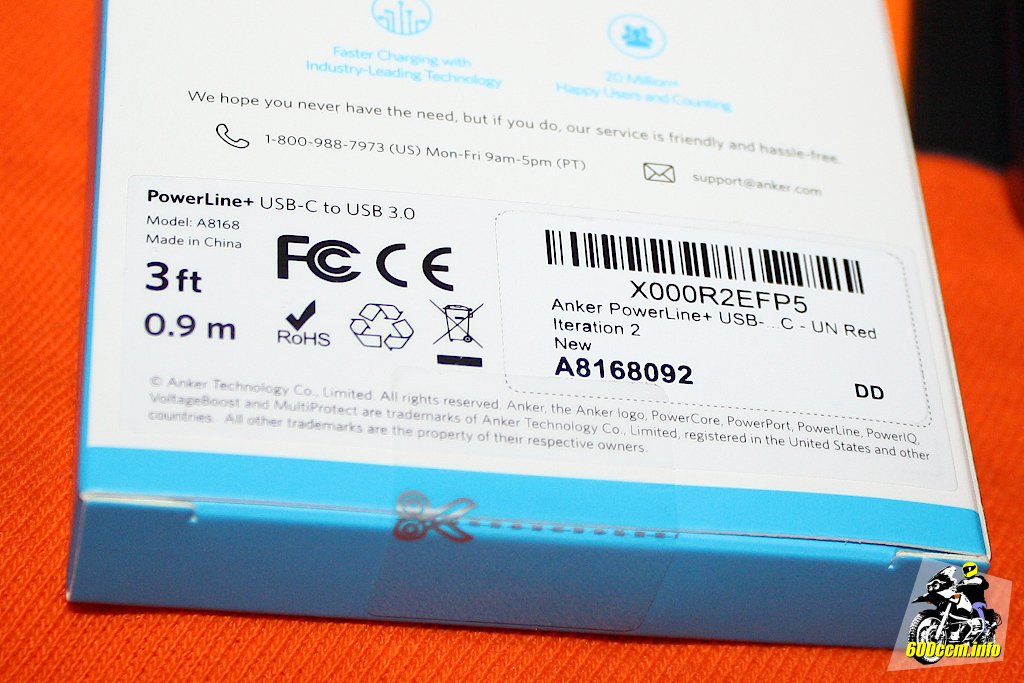 Faster Charging with
Industry-Leading Technology
20 Million+
Happy Users and Counting
We hope you never have the need, but if you do, our service is friendly and hassle-free.
1-800-988-7973 (US) Mon-Fri 9am-5pm (PT)
support@anker.com
PowerLine+ USB-C to USB 3.0
Model: A8168
Made in China
3 ft
0.9 m
FC CE
RoHS
X000R2EFP5
Anker PowerLine+ USB-...C - UN Red
Iteration 2
New
A8168092
DD
© Anker Technology Co., Limited. All rights reserved. Anker, the Anker logo, PowerCore, PowerPort, PowerLine, PowerIQ,
VoltageBoost and MultiProtect are trademarks of Anker Technology Co., Limited, registered in the United States and other
countries. All other trademarks are the property of their respective owners.
600ccm.info